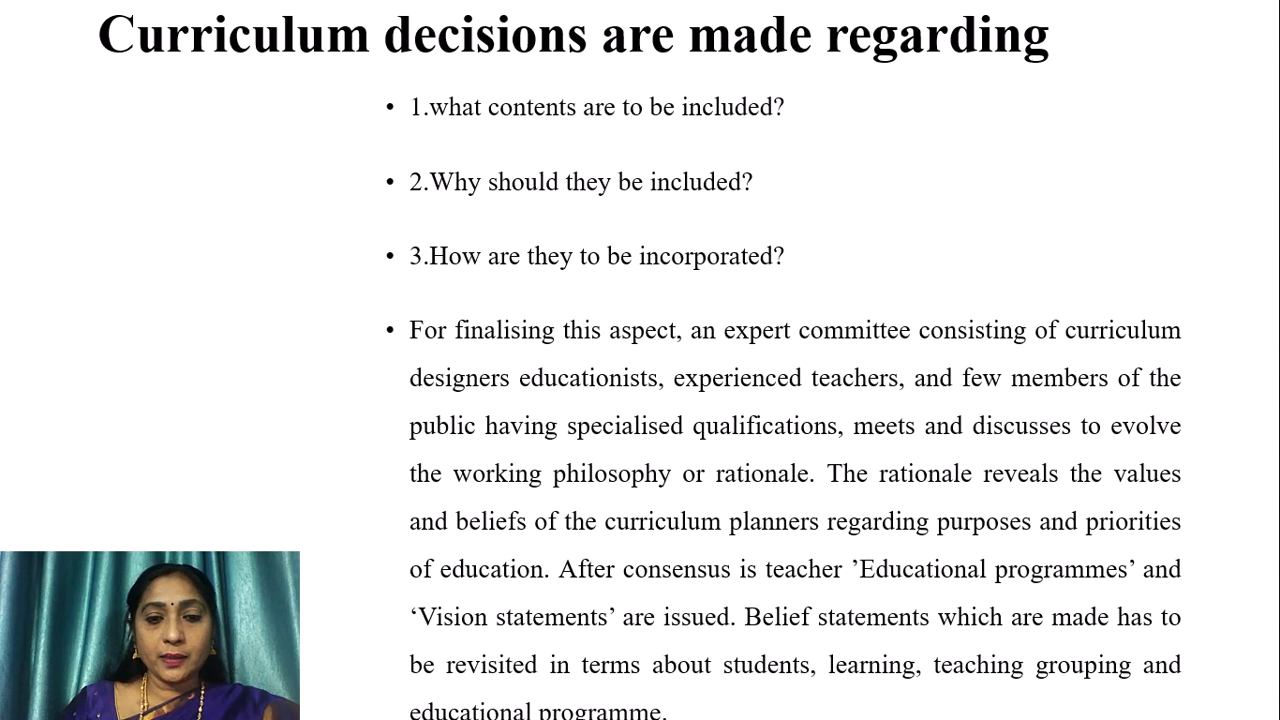 Curriculum decisions are made regarding
• 1.what contents are to be included?
• 2.Why should they be included?
• 3.How are they to be incorporated?
• For finalising this aspect, an expert committee consisting of curriculum
designers educationists, experienced teachers, and few members of the
public having specialised qualifications, meets and discusses to evolve
the working philosophy or rationale. The rationale reveals the values
and beliefs of the curriculum planners regarding purposes and priorities
of education. After consensus is teacher ’Educational programmes’ and
‘Vision statements’ are issued. Belief statements which are made has to
be revisited in terms about students, learning, teaching grouping and
educational programme.